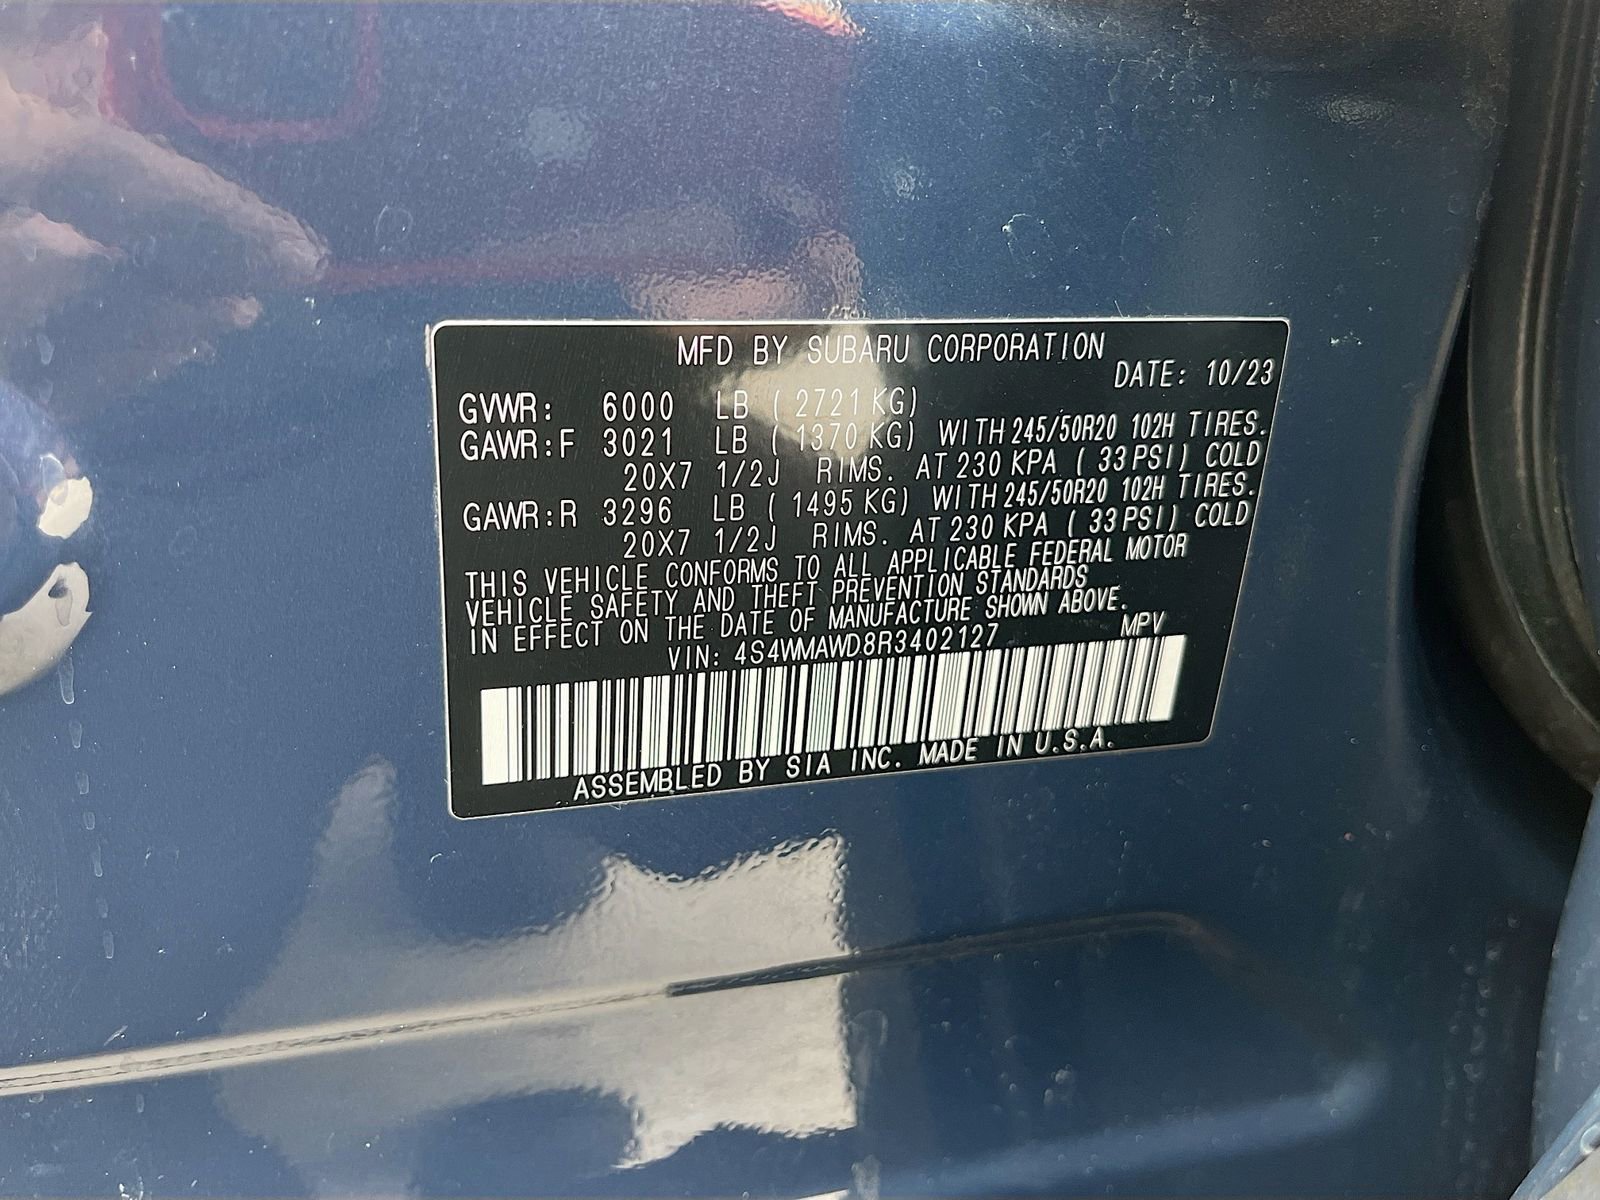 MFD BY SUBARU CORPORATION
DATE: 10/23
GVWR: 6000 LB ( 2721 KG)
GAWR:F 3021 LB ( 1370 KG) WITH 245/50R20 102H TIRES.
20X7 1/2J RIMS. AT 230 KPA ( 33 PSI) COLD
GAWR:R 3296 LB ( 1495 KG) WITH 245/50R20 102H TIRES.
20X7 1/2J RIMS. AT 230 KPA ( 33 PSI) COLD
THIS VEHICLE CONFORMS TO ALL APPLICABLE FEDERAL MOTOR
VEHICLE SAFETY AND THEFT PREVENTION STANDARDS
IN EFFECT ON THE DATE OF MANUFACTURE SHOWN ABOVE.
VIN: 4S4WMAWD8R3402127 MPV
ASSEMBLED BY SIA INC. MADE IN U.S.A.